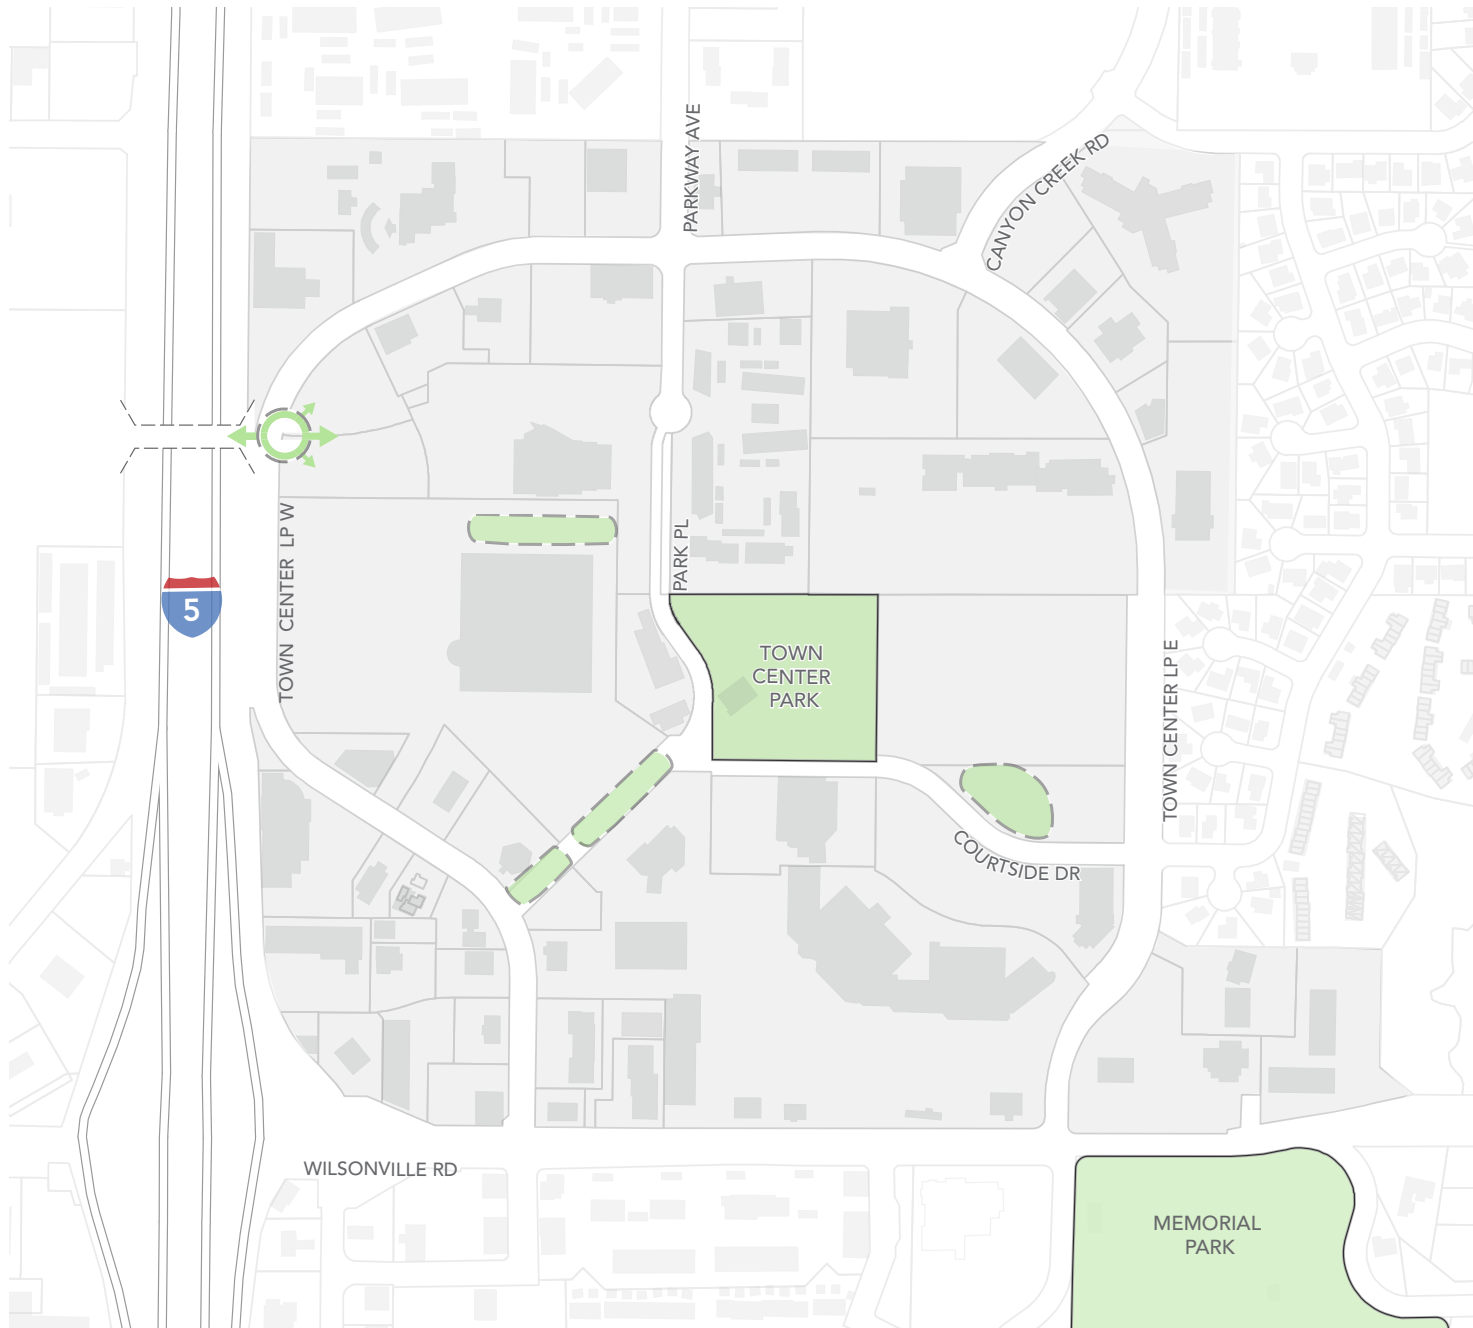 PARKWAY AVE
CANYON CREEK RD
TOWN CENTER LP W
PARK PL
5
TOWN
CENTER
PARK
TOWN CENTER LP E
COURTSIDE DR
WILSONVILLE RD
MEMORIAL
PARK